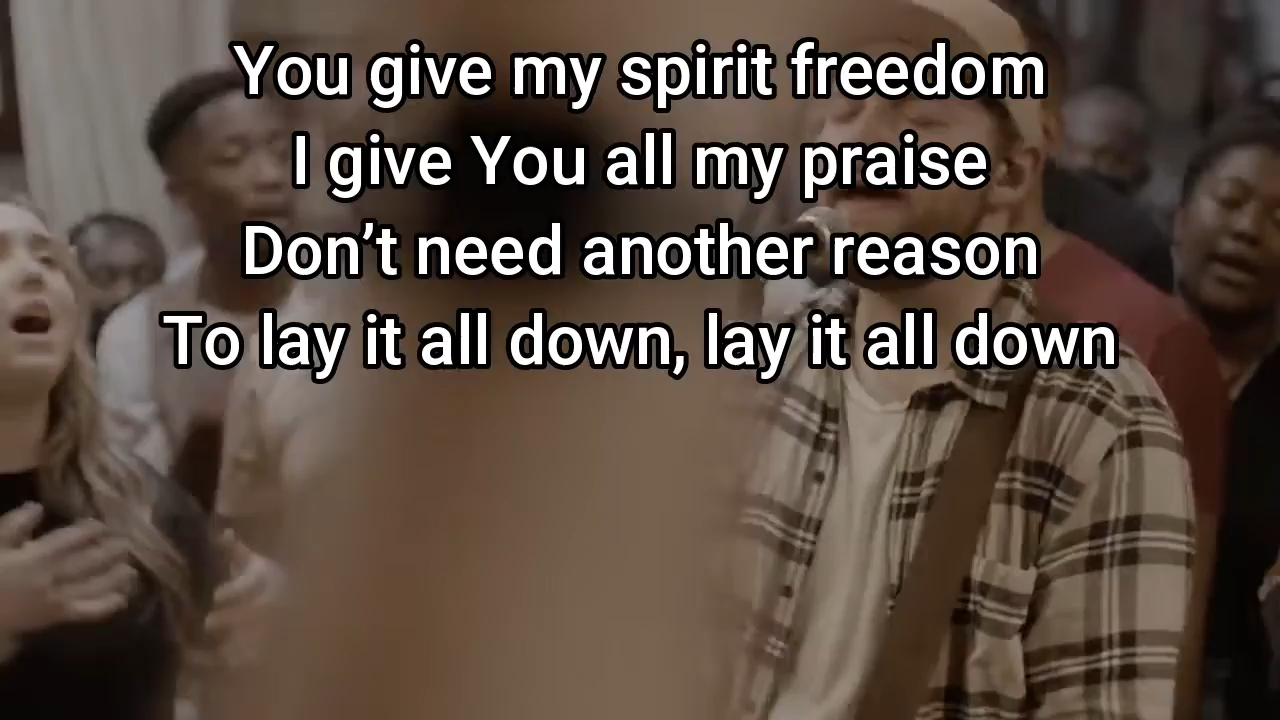 You give my spirit freedom
I give You all my praise
Don’t need another reason
To lay it all down, lay it all down